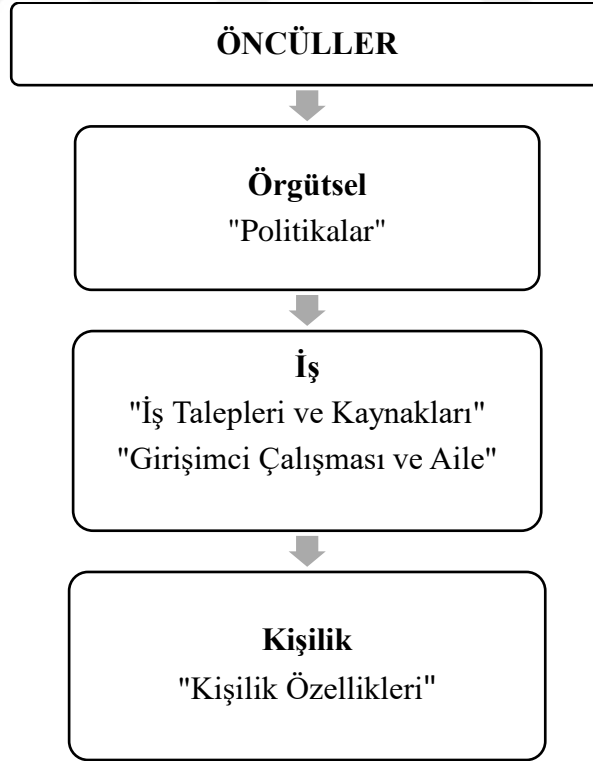 ÖNCÜLLER
Örgütsel
"Politikalar"
İş
"İş Talepleri ve Kaynakları"
"Girişimci Çalışması ve Aile"
Kişilik
"Kişilik Özellikleri"